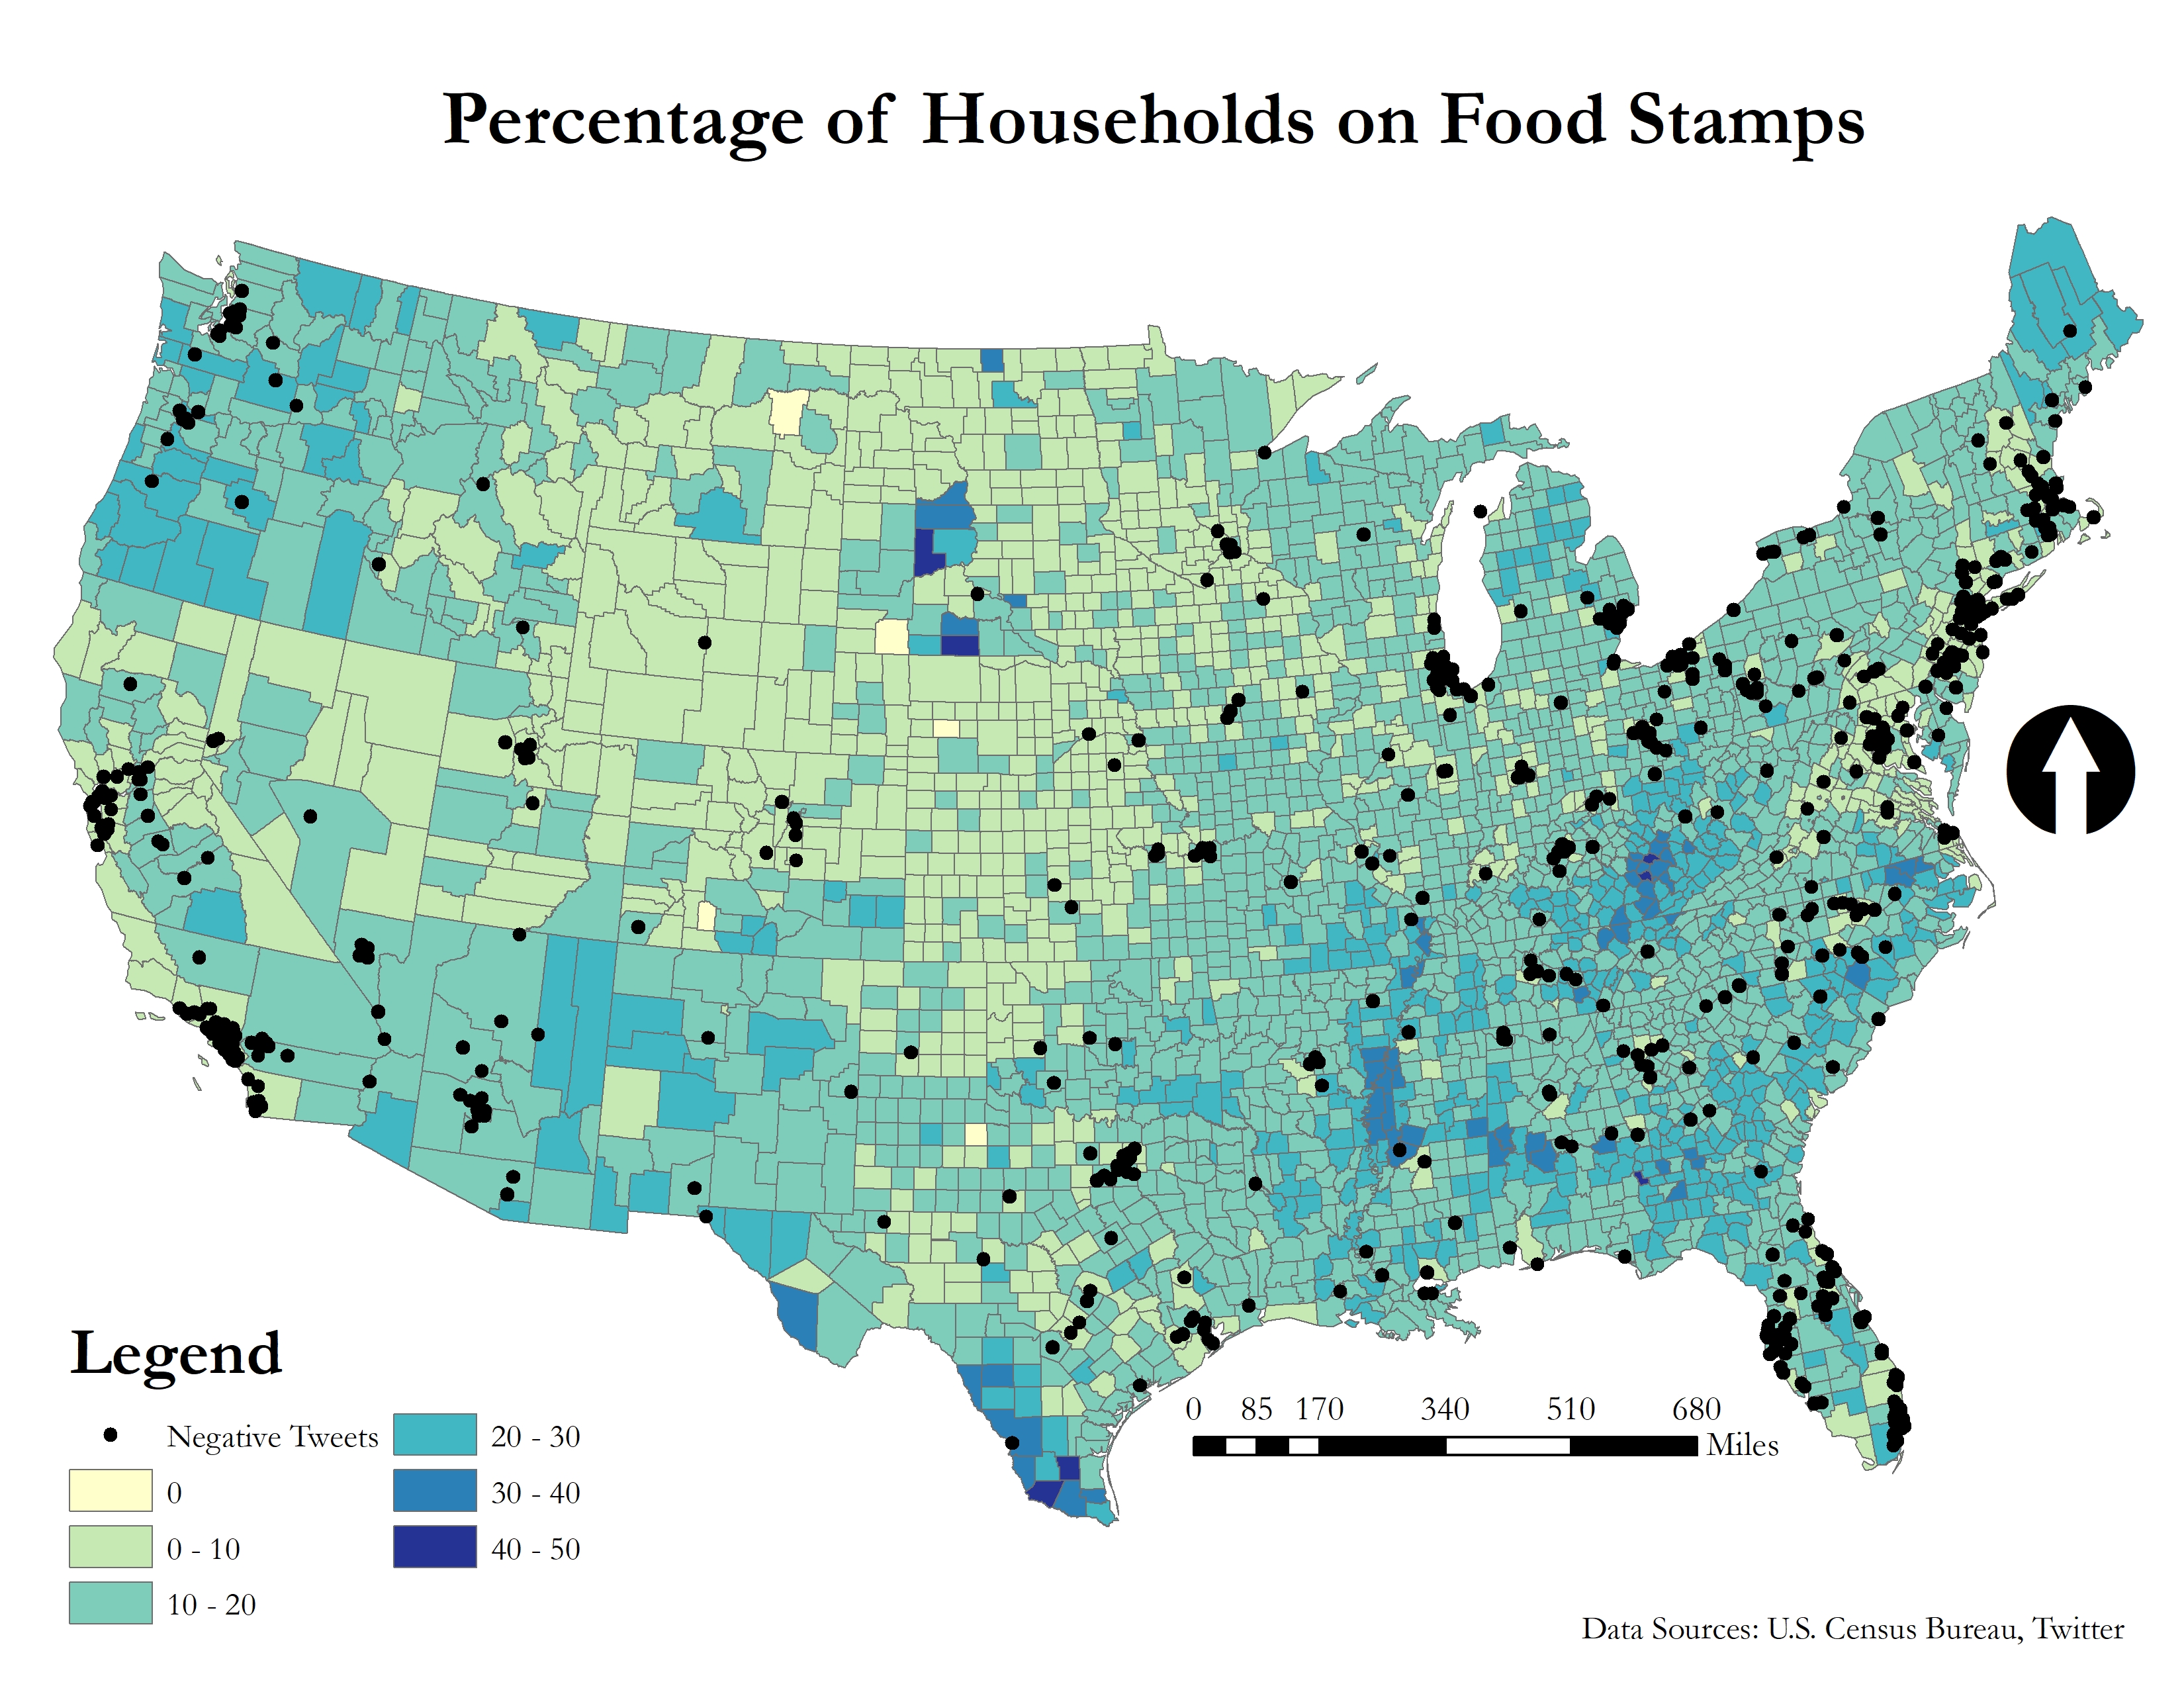 Percentage of Households on Food Stamps
Legend
Negative Tweets
0
0 - 10
10 - 20
20 - 30
30 - 40
40 - 50
0 85 170 340 510 680
Miles
Data Sources: U.S. Census Bureau, Twitter